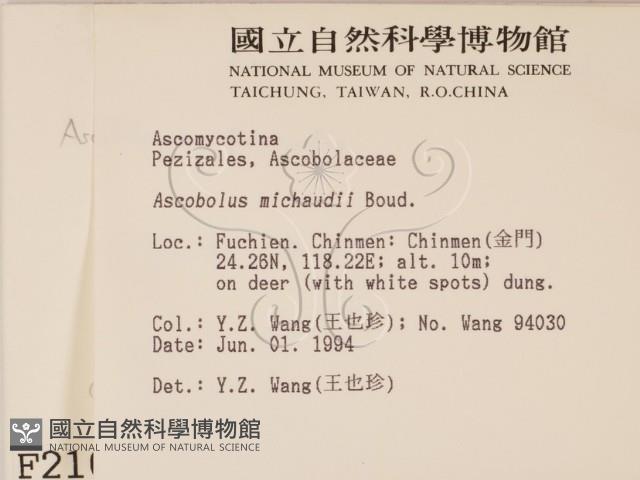 國立自然科學博物館
NATIONAL MUSEUM OF NATURAL SCIENCE
TAICHUNG, TAIWAN, R.O.CHINA
Ascomycotina
Pezizales, Ascobolaceae
Ascobolus michaudii Boud.
Loc.: Fuchien. Chinmen: Chinmen(金門)
24.26N, 118.22E; alt. 10m;
on deer (with white spots) dung.
Col.: Y.Z. Wang(王也珍); No. Wang 94030
Date: Jun. 01. 1994
Det.: Y.Z. Wang(王也珍)
國立自然科學博物館
NATIONAL MUSEUM OF NATURAL SCIENCE